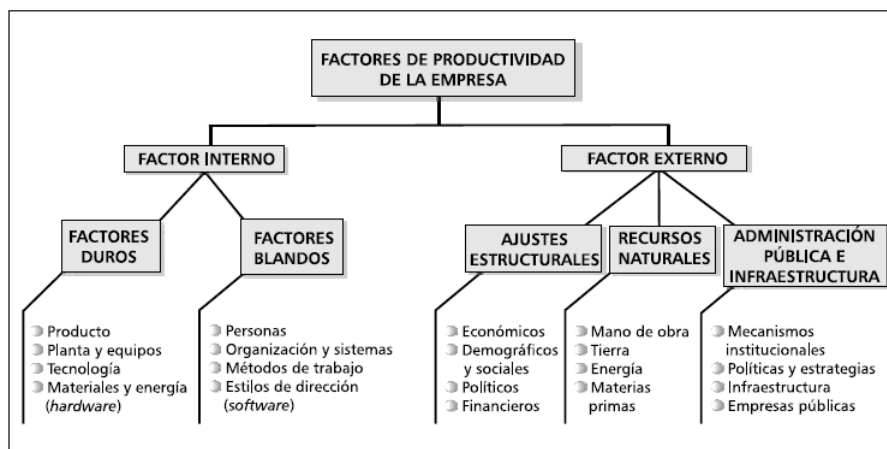 FACTORES DE PRODUCTIVIDAD
DE LA EMPRESA
FACTOR INTERNO
FACTOR EXTERNO
FACTORES
DUROS
FACTORES
BLANDOS
AJUSTES
ESTRUCTURALES
RECURSOS
NATURALES
ADMINISTRACIÓN
PÚBLICA E
INFRAESTRUCTURA
Producto
Planta y equipos
Tecnología
Materiales y energía
(hardware)
Personas
Organización y sistemas
Métodos de trabajo
Estilos de dirección
(software)
Económicos
Demográficos
y sociales
Políticos
Financieros
Mano de obra
Tierra
Energía
Materias
primas
Mecanismos
institucionales
Políticas y estrategias
Infraestructura
Empresas públicas